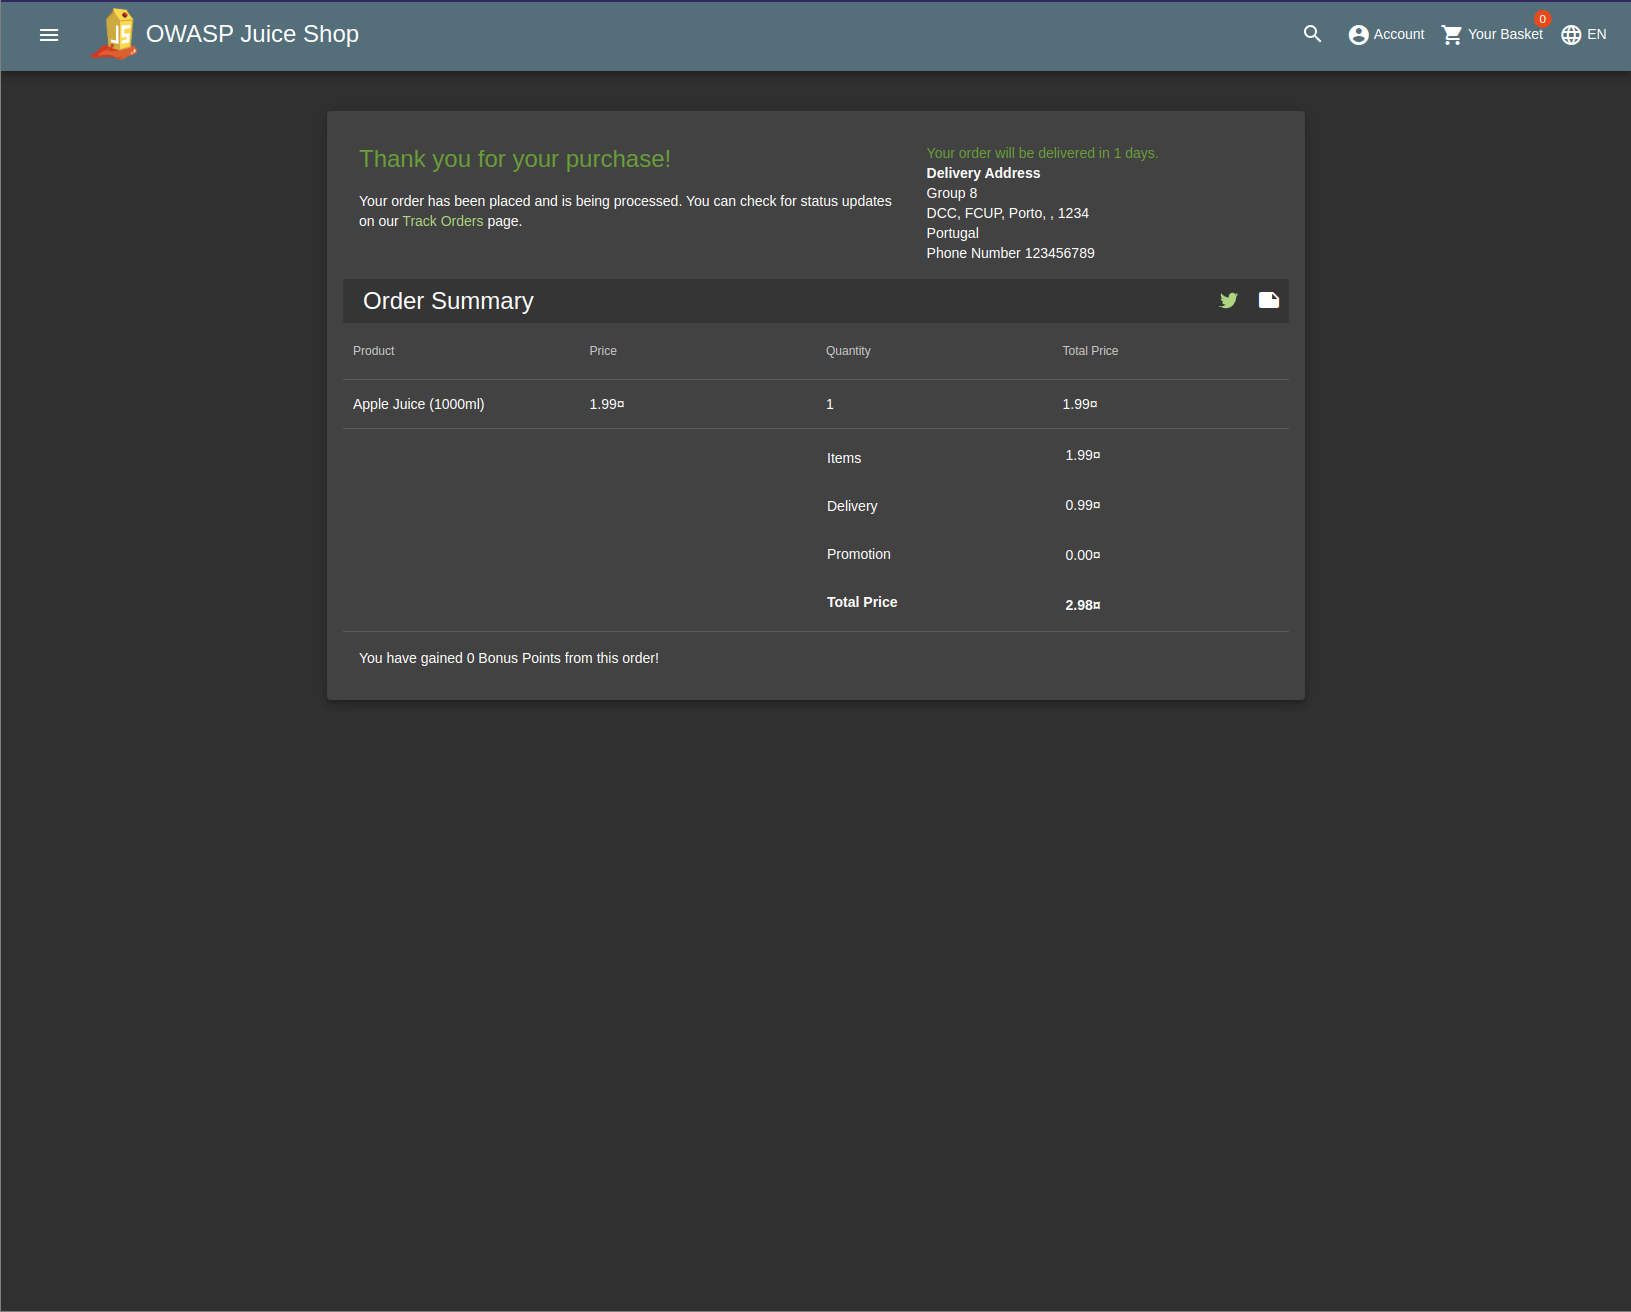 OWASP Juice Shop
Account
Your Basket
0
EN
Thank you for your purchase!
Your order has been placed and is being processed. You can check for status updates
on our Track Orders page.
Your order will be delivered in 1 days.
Delivery Address
Group 8
DCC, FCUP, Porto, , 1234
Portugal
Phone Number 123456789
Order Summary
Product Price Quantity Total Price
Apple Juice (1000ml) 1.99¤ 1 1.99¤
Items 1.99¤
Delivery 0.99¤
Promotion 0.00¤
Total Price 2.98¤
You have gained 0 Bonus Points from this order!